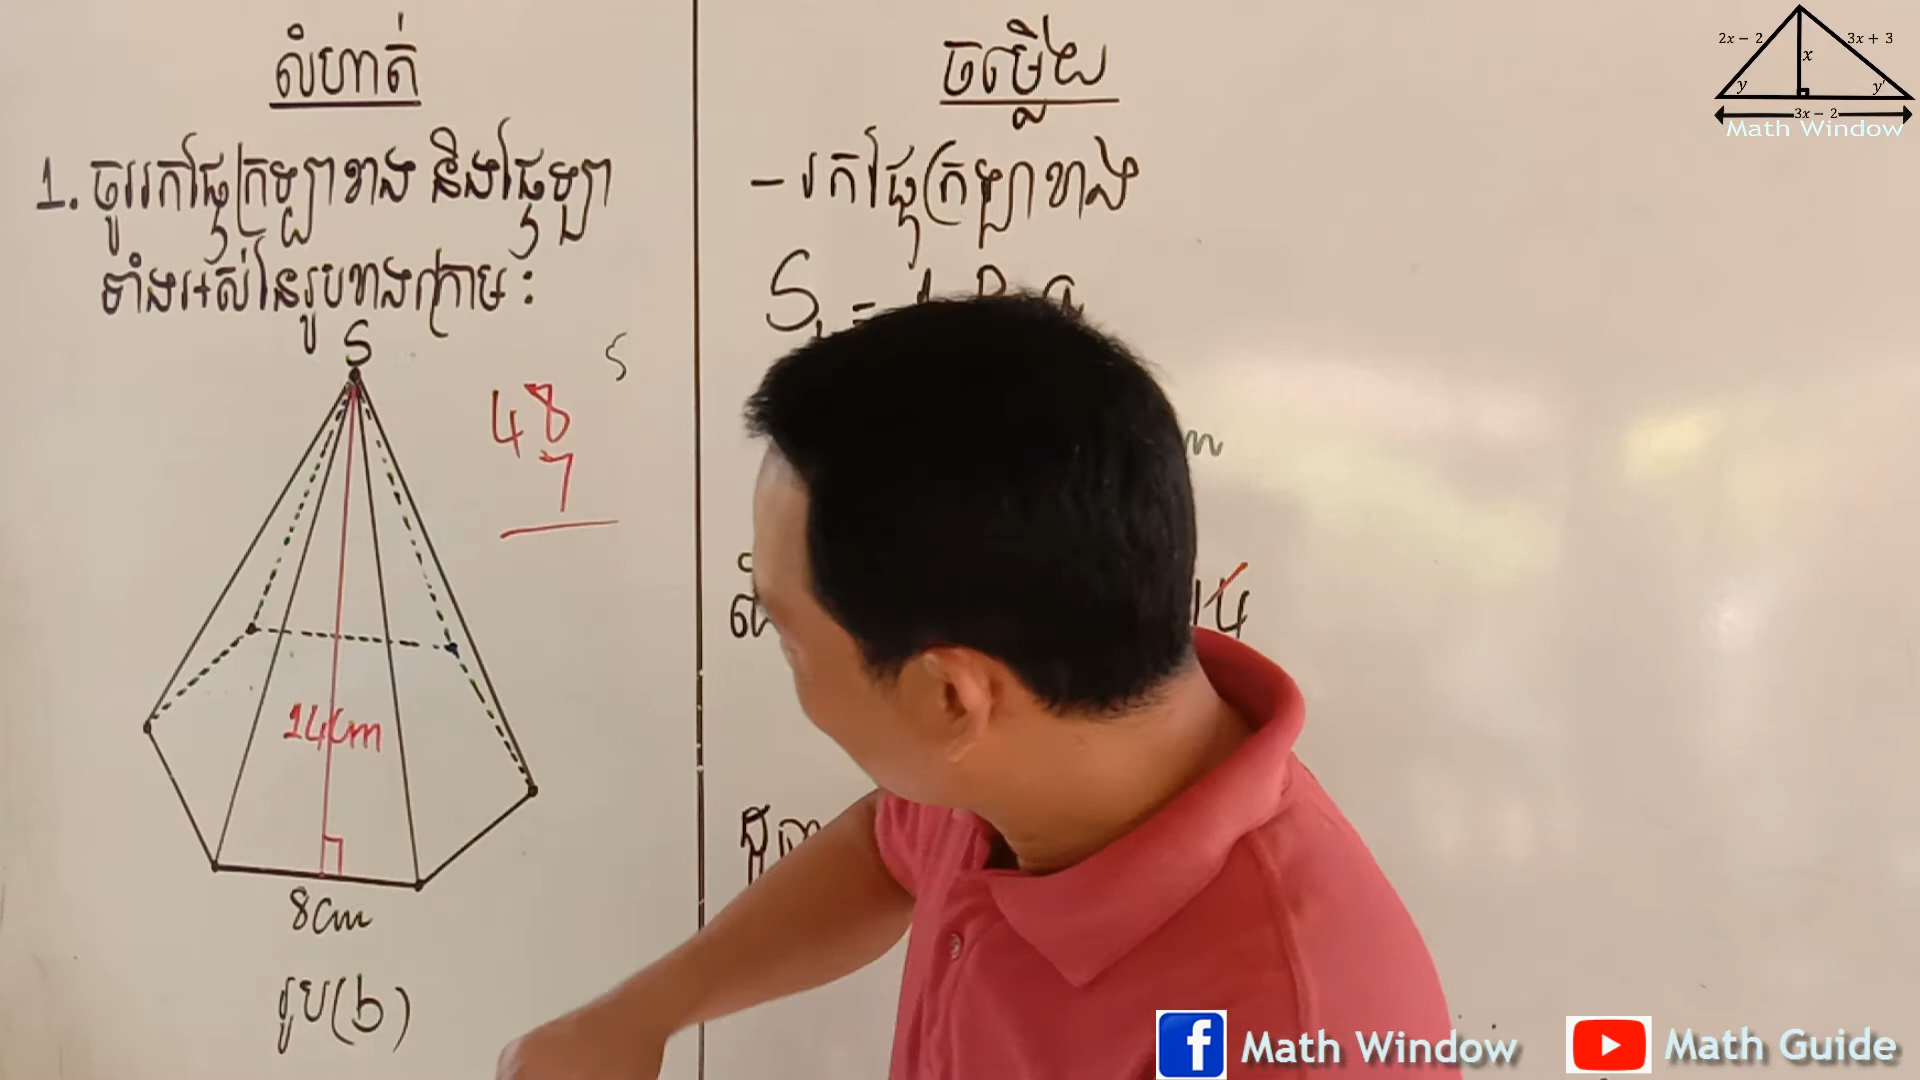 លំហាត់
1. ចូររកផ្ទៃក្រឡាខាង និងផ្ទៃក្រឡា
ទាំងអស់នៃរូបខាងក្រោម :
S
S
48
7
14cm
8cm
រូប(b)
ចម្លើយ
- រកផ្ទៃក្រឡាខាង
m
14
2x − 2
3x + 3
x
y
y'
3x − 2
Math Window
Math Window
Math Guide